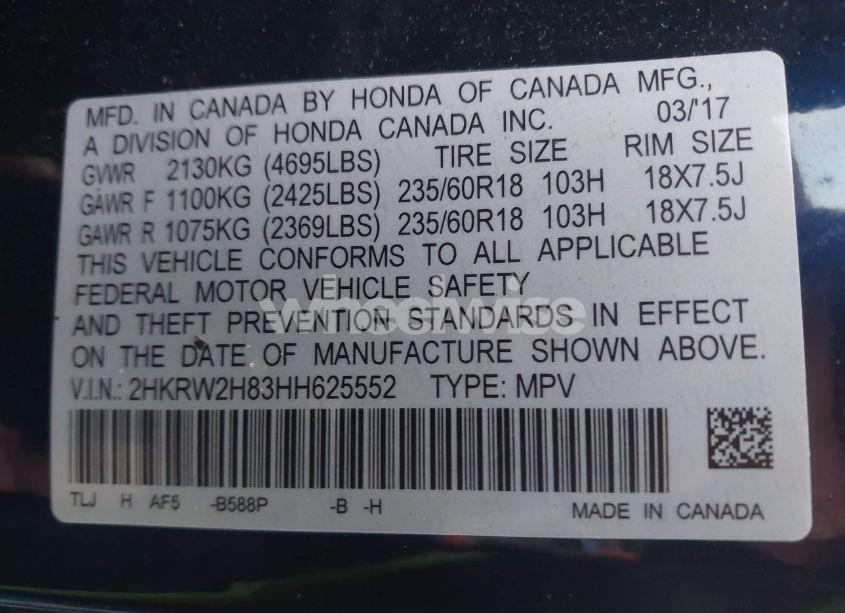 MFD. IN CANADA BY HONDA OF CANADA MFG.,
A DIVISION OF HONDA CANADA INC. 03/'17
GVWR 2130KG (4695LBS) TIRE SIZE RIM SIZE
GAWR F 1100KG (2425LBS) 235/60R18 103H 18X7.5J
GAWR R 1075KG (2369LBS) 235/60R18 103H 18X7.5J
THIS VEHICLE CONFORMS TO ALL APPLICABLE
FEDERAL MOTOR VEHICLE SAFETY
AND THEFT PREVENTION STANDARDS IN EFFECT
ON THE DATE OF MANUFACTURE SHOWN ABOVE.
V.I.N.: 2HKRW2H83HH625552 TYPE: MPV
TLJ H AF5 -B588P -B -H MADE IN CANADA
wheelwise